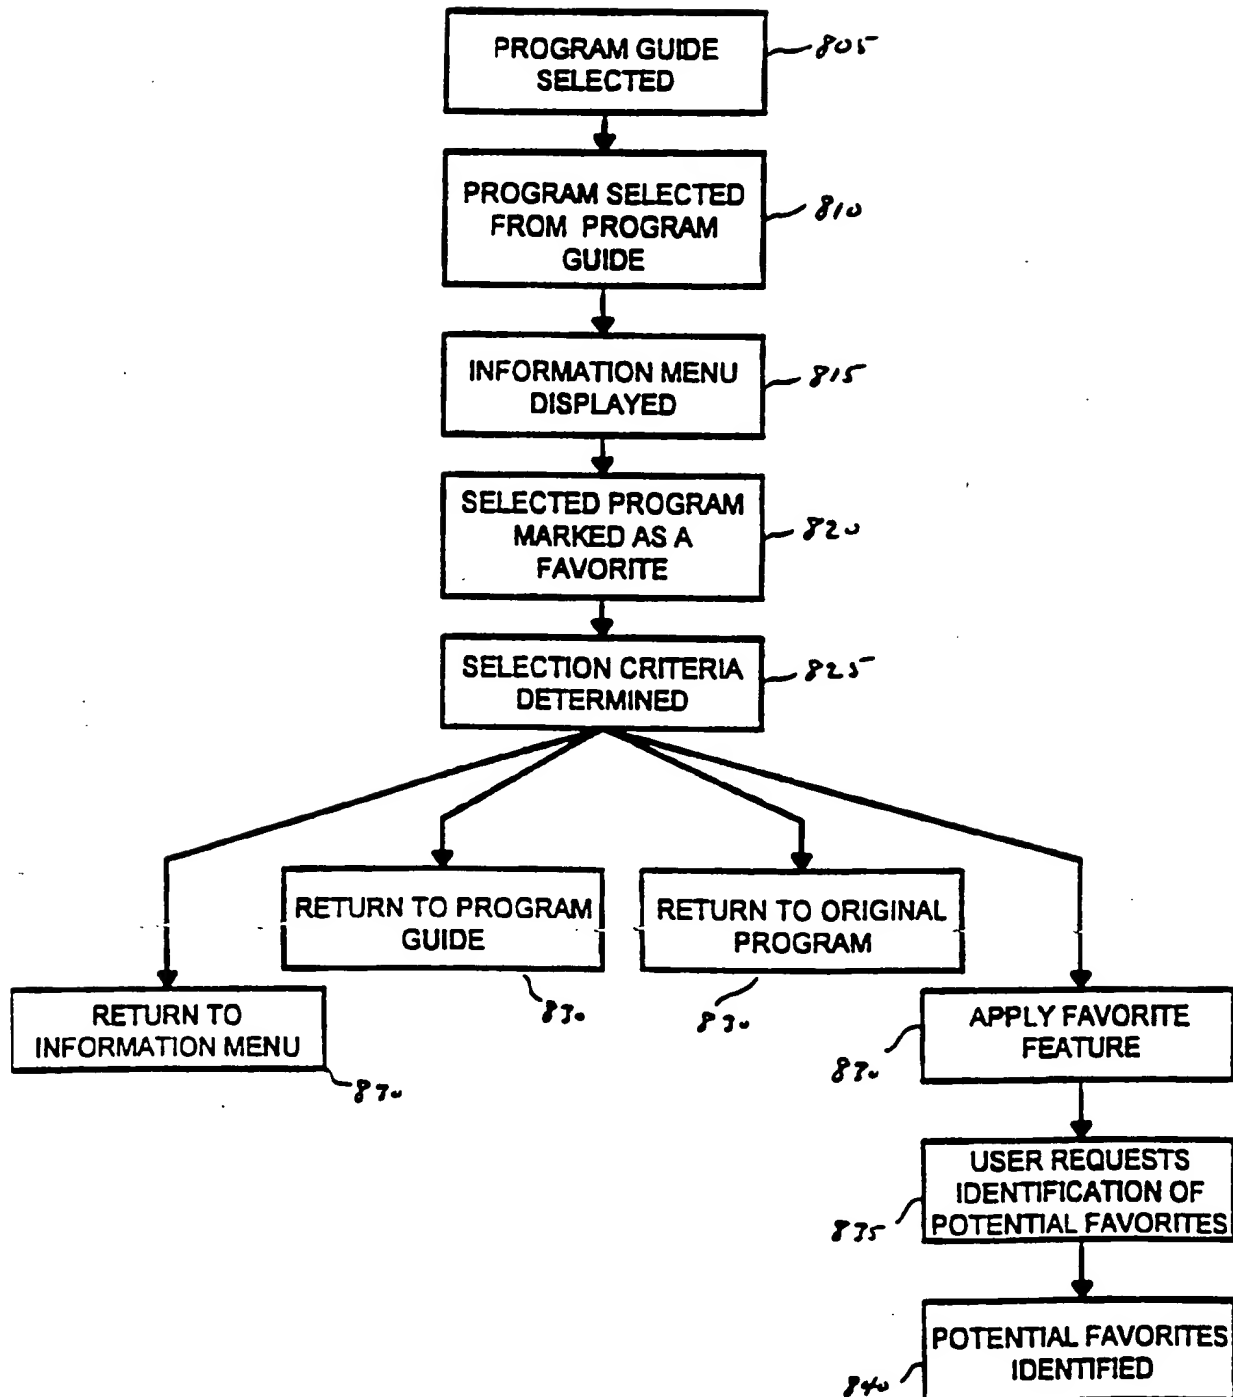 PROGRAM GUIDE
SELECTED
805
PROGRAM SELECTED
FROM PROGRAM
GUIDE
810
INFORMATION MENU
DISPLAYED
815
SELECTED PROGRAM
MARKED AS A
FAVORITE
820
SELECTION CRITERIA
DETERMINED
825
RETURN TO
INFORMATION MENU
830
RETURN TO PROGRAM
GUIDE
830
RETURN TO ORIGINAL
PROGRAM
830
APPLY FAVORITE
FEATURE
830
USER REQUESTS
IDENTIFICATION OF
POTENTIAL FAVORITES
835
POTENTIAL FAVORITES
IDENTIFIED
840